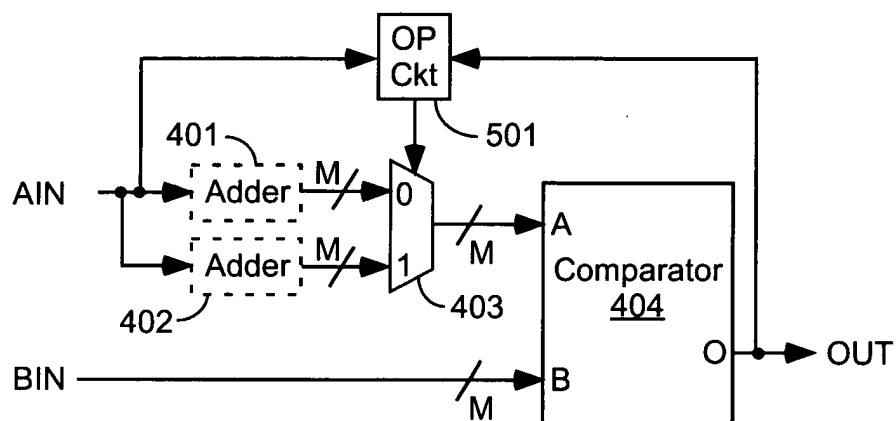 OP
Ckt
501
401
AIN
Adder
M
0
Adder
M
1
402
403
M
A
Comparator
404
O
OUT
BIN
M
B